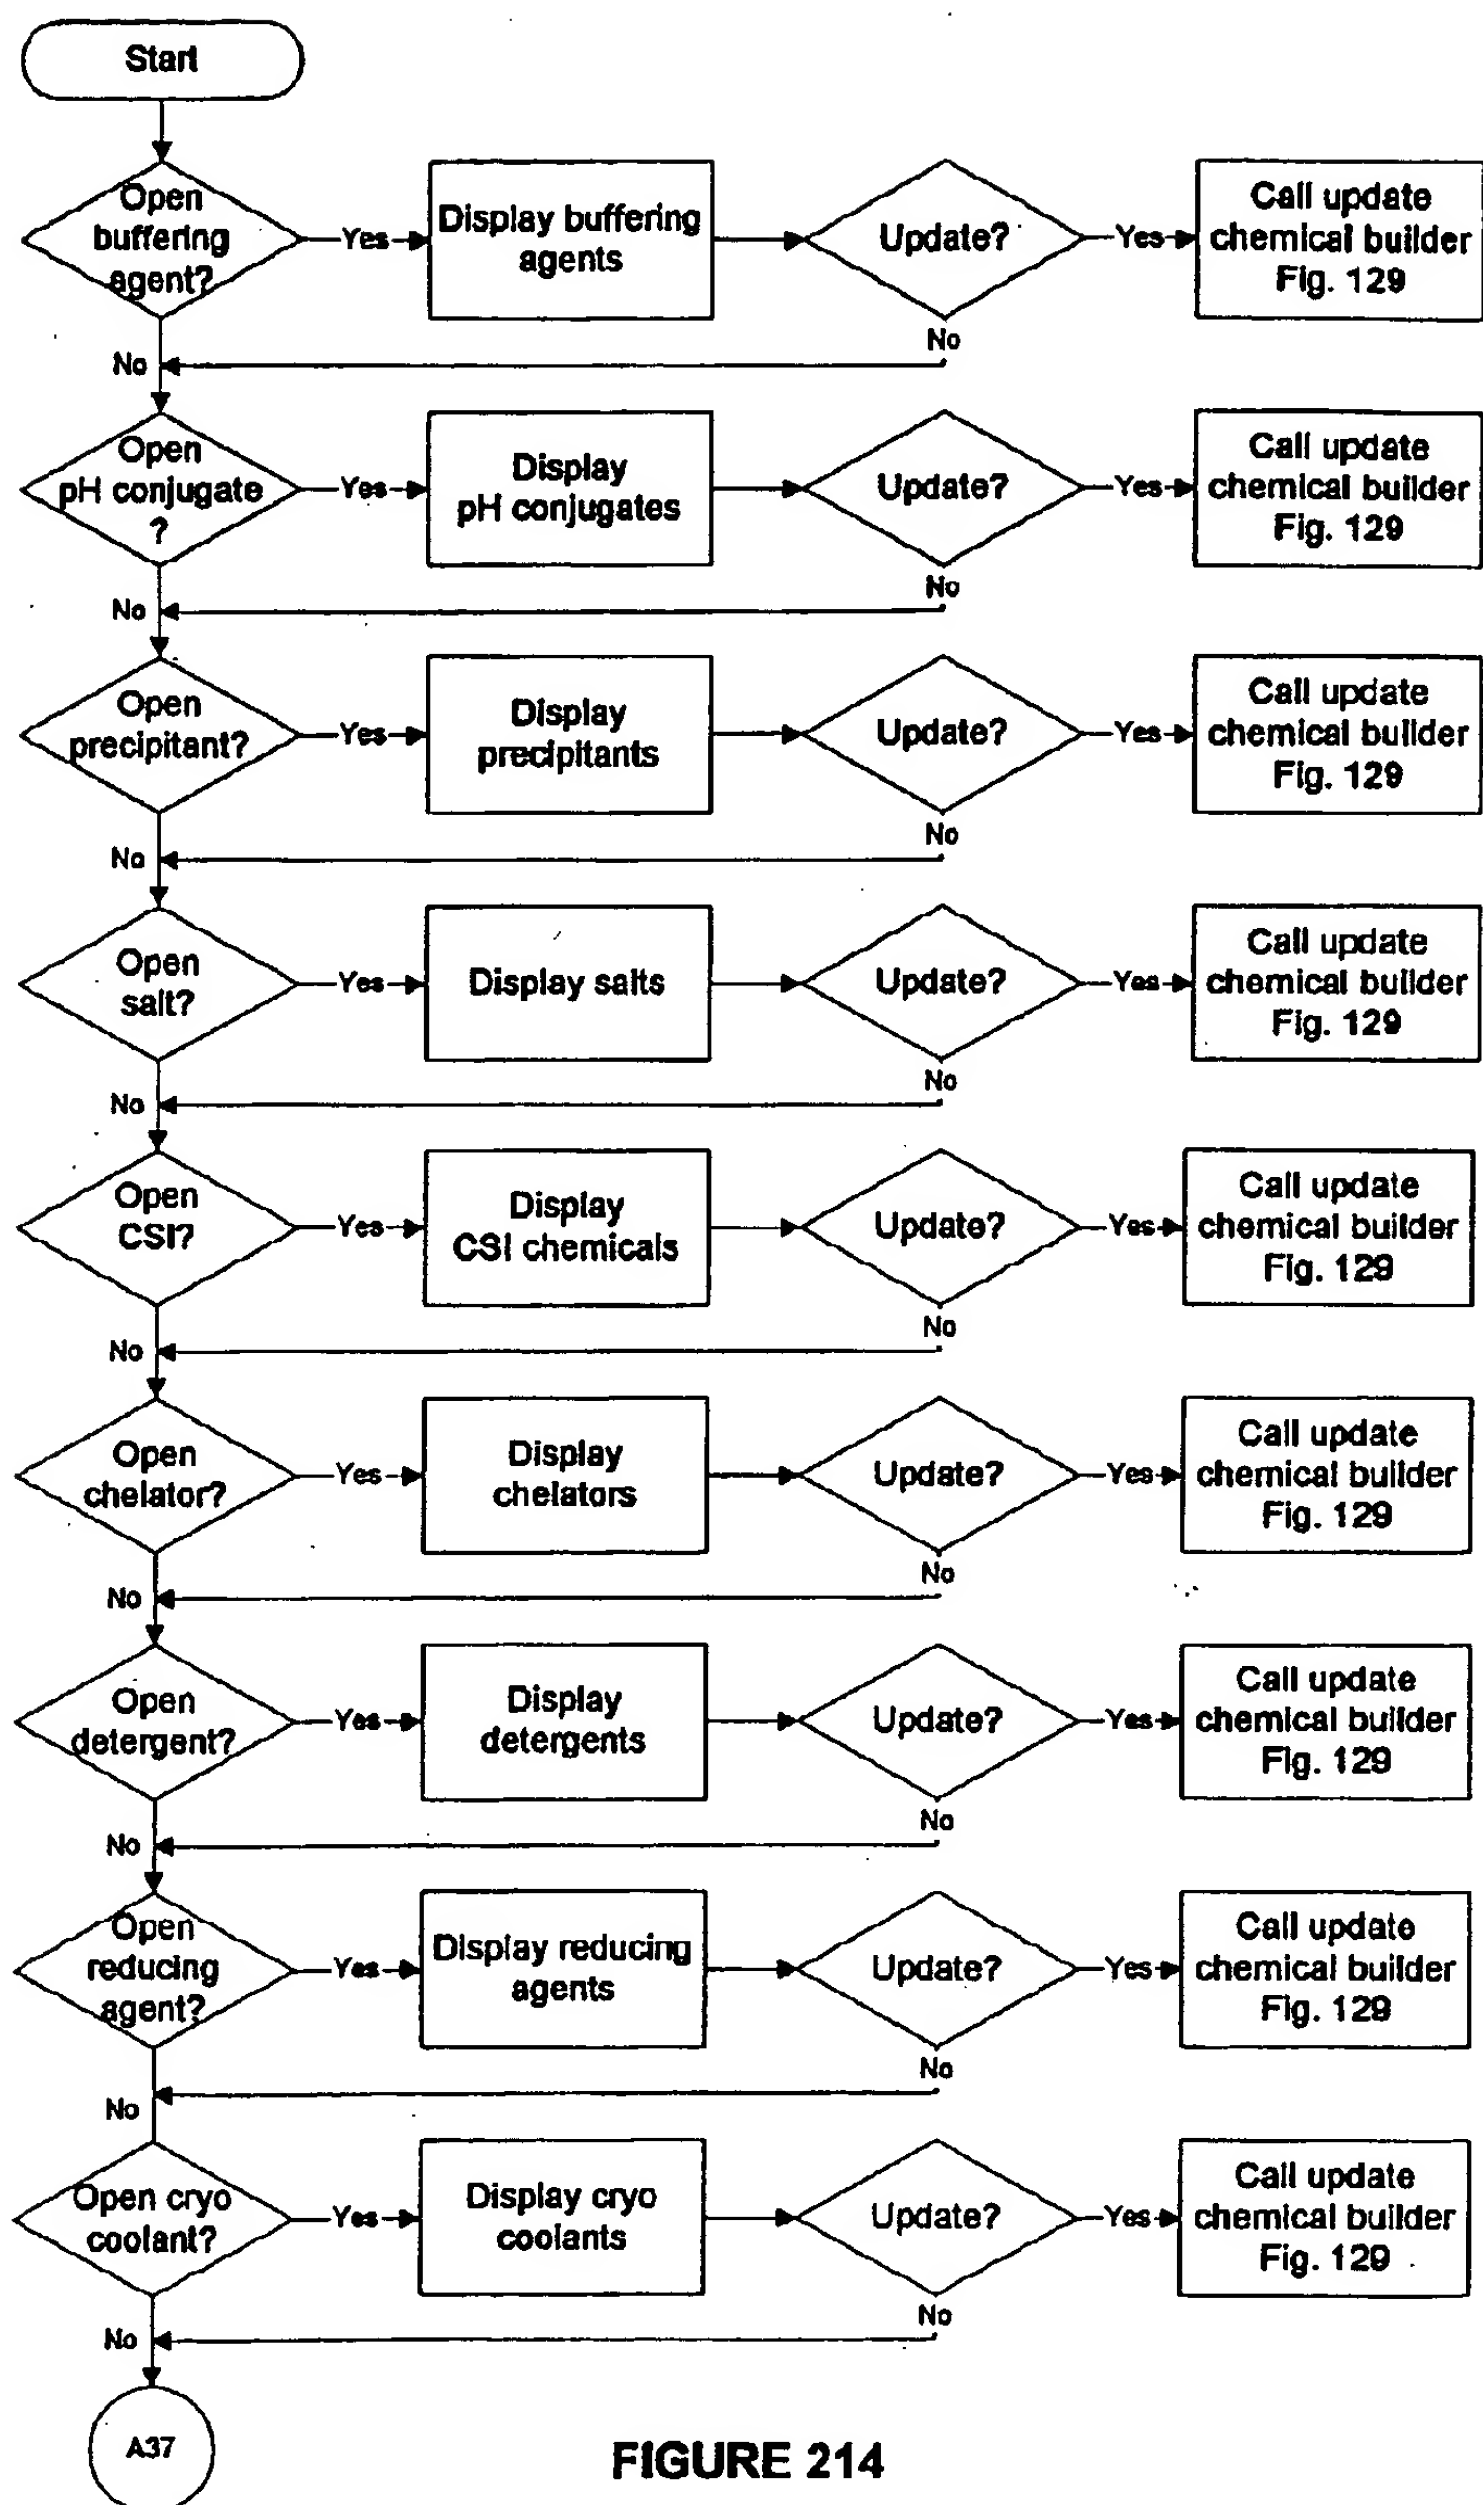 Start
Open
buffering
agent?
Yes
Display buffering
agents
Update?
Yes
Call update
chemical builder
Fig. 129
No
No
Open
pH conjugate
?
Yes
Display
pH conjugates
Update?
Yes
Call update
chemical builder
Fig. 129
No
No
Open
precipitant?
Yes
Display
precipitants
Update?
Yes
Call update
chemical builder
Fig. 129
No
No
Open
salt?
Yes
Display salts
Update?
Yes
Call update
chemical builder
Fig. 129
No
No
Open
CSI?
Yes
Display
CSI chemicals
Update?
Yes
Call update
chemical builder
Fig. 129
No
No
Open
chelator?
Yes
Display
chelators
Update?
Yes
Call update
chemical builder
Fig. 129
No
No
Open
detergent?
Yes
Display
detergents
Update?
Yes
Call update
chemical builder
Fig. 129
No
No
Open
reducing
agent?
Yes
Display reducing
agents
Update?
Yes
Call update
chemical builder
Fig. 129
No
No
Open cryo
coolant?
Yes
Display cryo
coolants
Update?
Yes
Call update
chemical builder
Fig. 129
No
No
A37
FIGURE 214